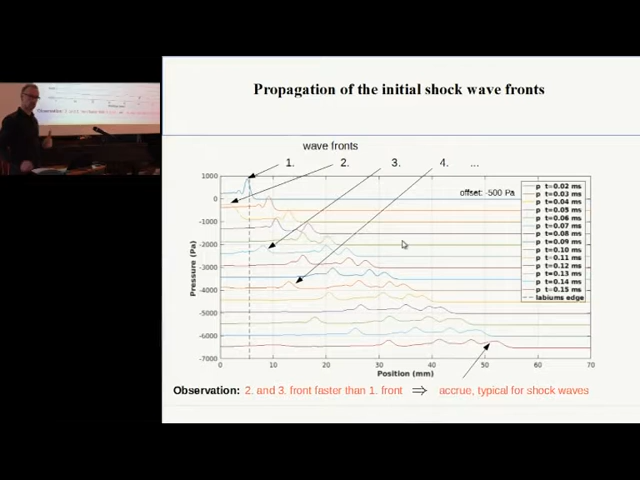 Propagation of the initial shock wave fronts
wave fronts
1. 2. 3. 4. ...
offset: -500 Pa
1000
0
-1000
-2000
-3000
-4000
-5000
-6000
-7000
Pressure (Pa)
0 10 20 30 40 50 60 70
Position (mm)
p t=0.02 ms
p t=0.03 ms
p t=0.04 ms
p t=0.05 ms
p t=0.06 ms
p t=0.07 ms
p t=0.08 ms
p t=0.09 ms
p t=0.10 ms
p t=0.11 ms
p t=0.12 ms
p t=0.13 ms
p t=0.14 ms
p t=0.15 ms
labiums edge
Observation: 2. and 3. front faster than 1. front ⇒ accrue, typical for shock waves